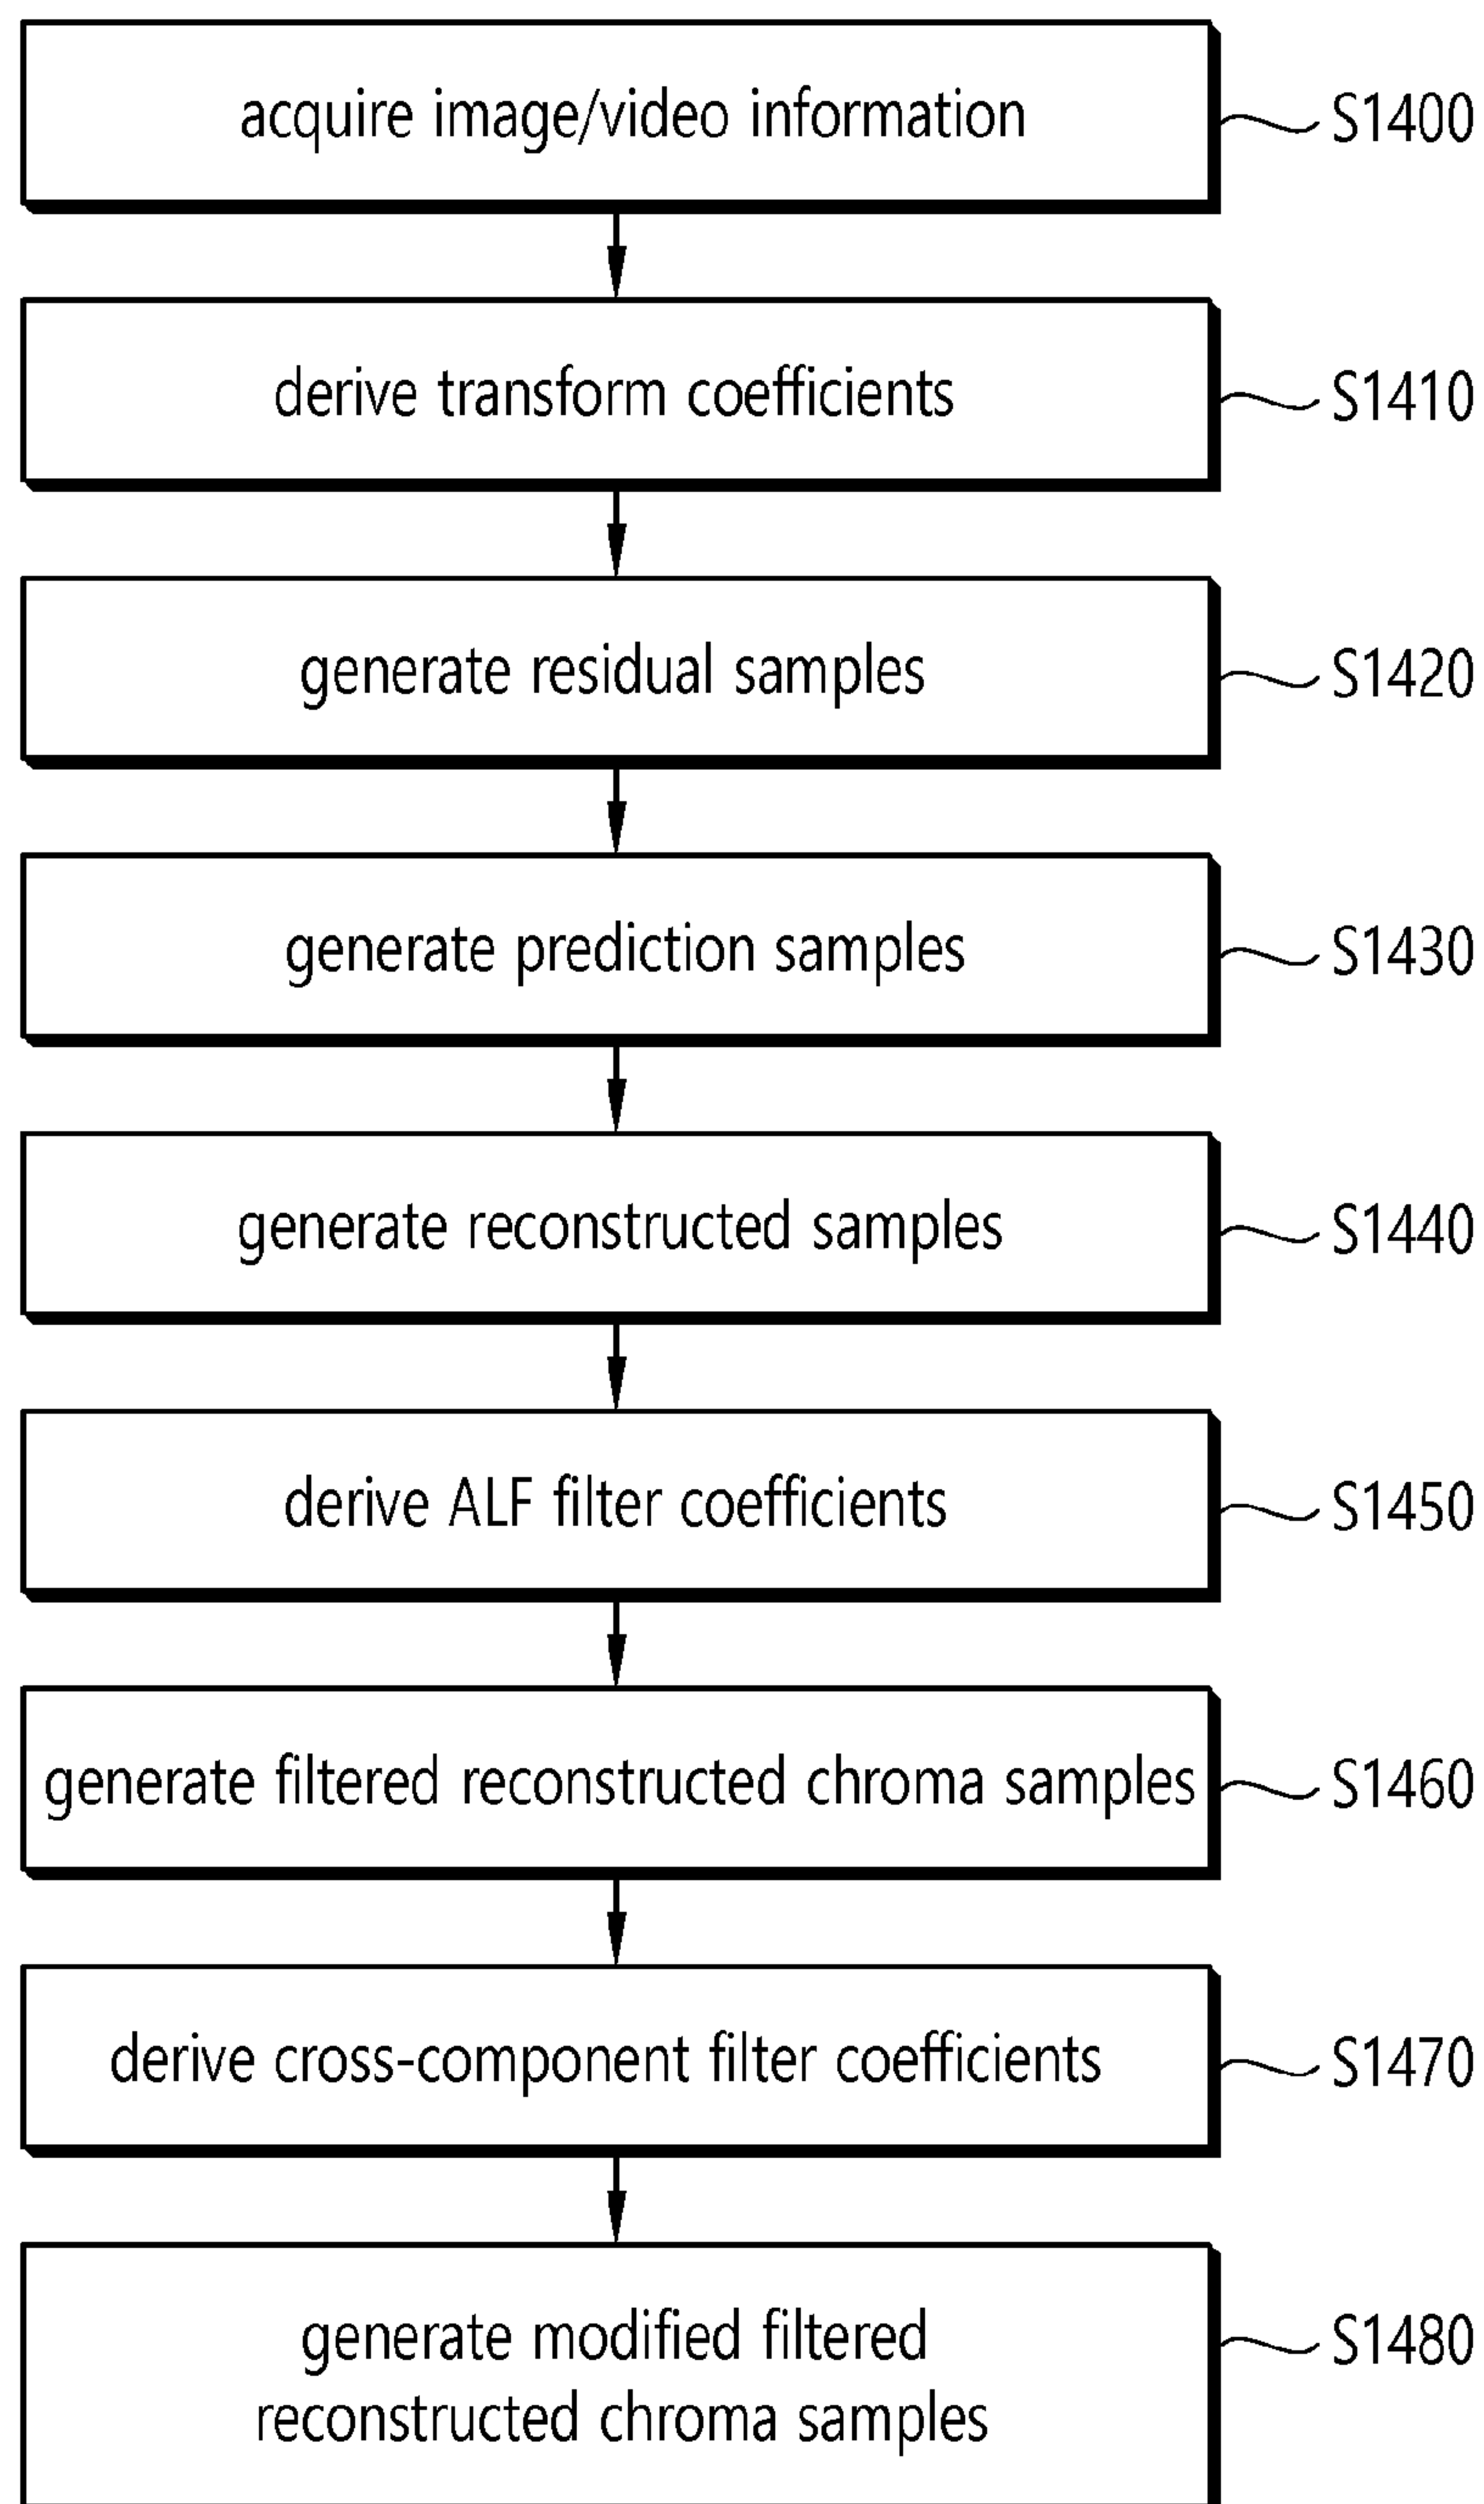 acquire image/video information S1400
derive transform coefficients S1410
generate residual samples S1420
generate prediction samples S1430
generate reconstructed samples S1440
derive ALF filter coefficients S1450
generate filtered reconstructed chroma samples S1460
derive cross-component filter coefficients S1470
generate modified filtered S1480
reconstructed chroma samples